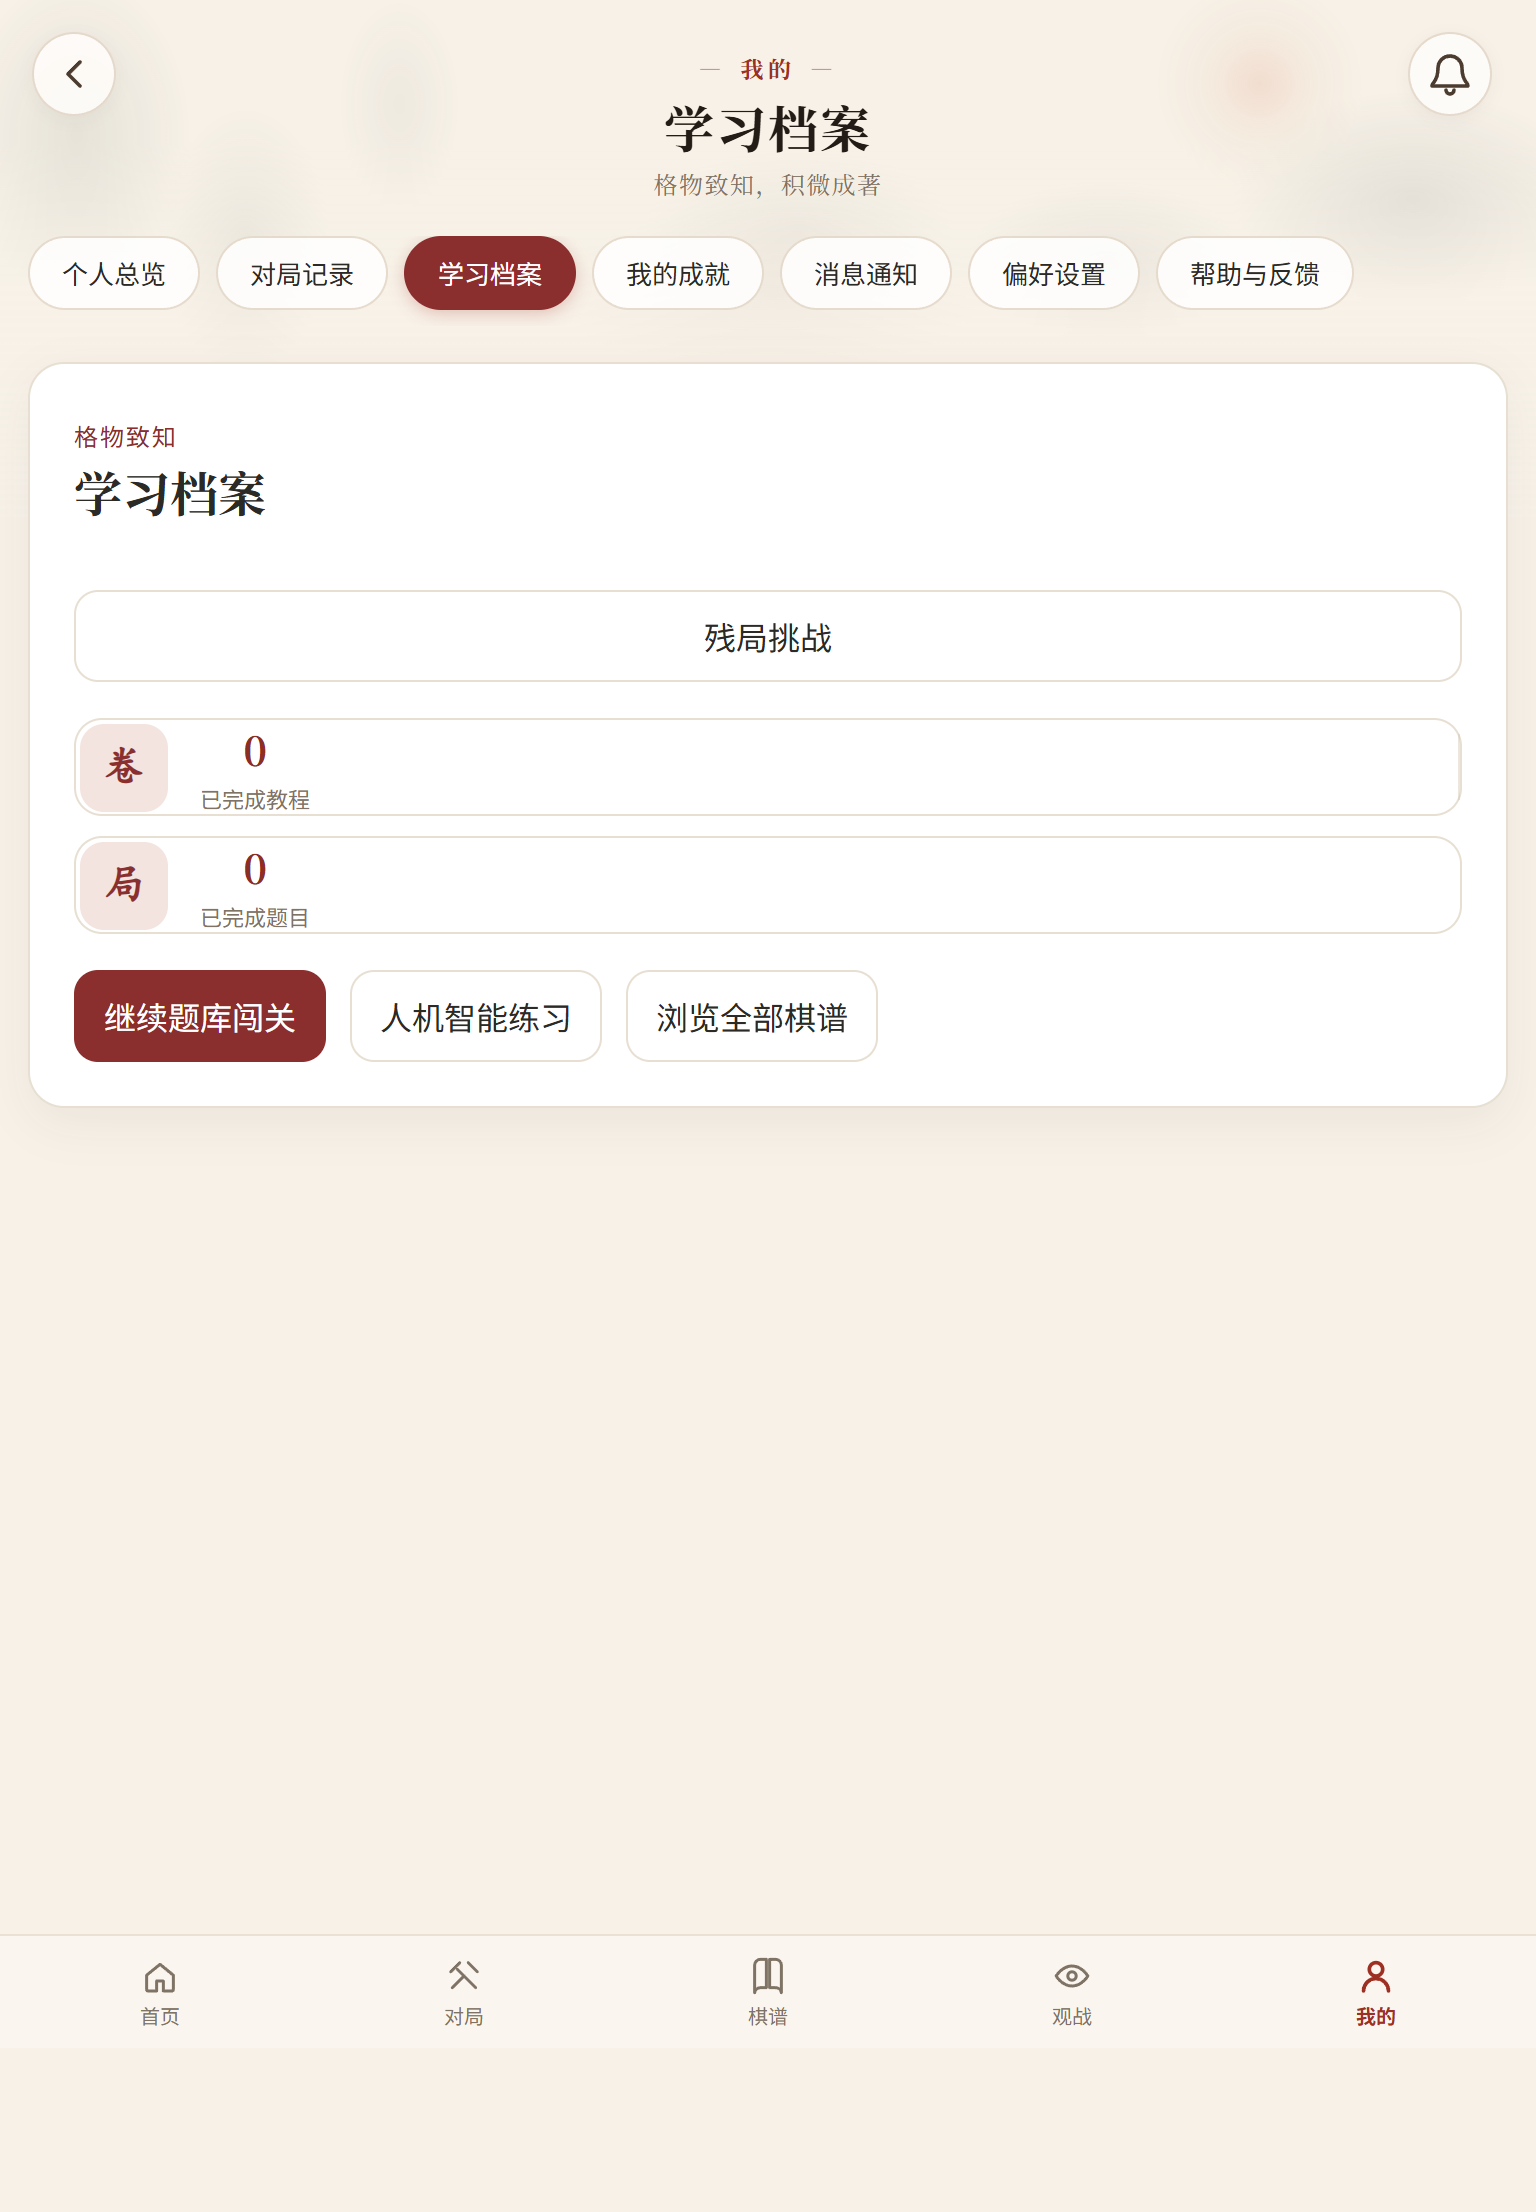 — 我的 —
学习档案
格物致知，积微成著
个人总览 对局记录 学习档案 我的成就 消息通知 偏好设置 帮助与反馈
格物致知
学习档案
残局挑战
卷
0
已完成教程
局
0
已完成题目
继续题库闯关 人机智能练习 浏览全部棋谱
首页 对局 棋谱 观战 我的